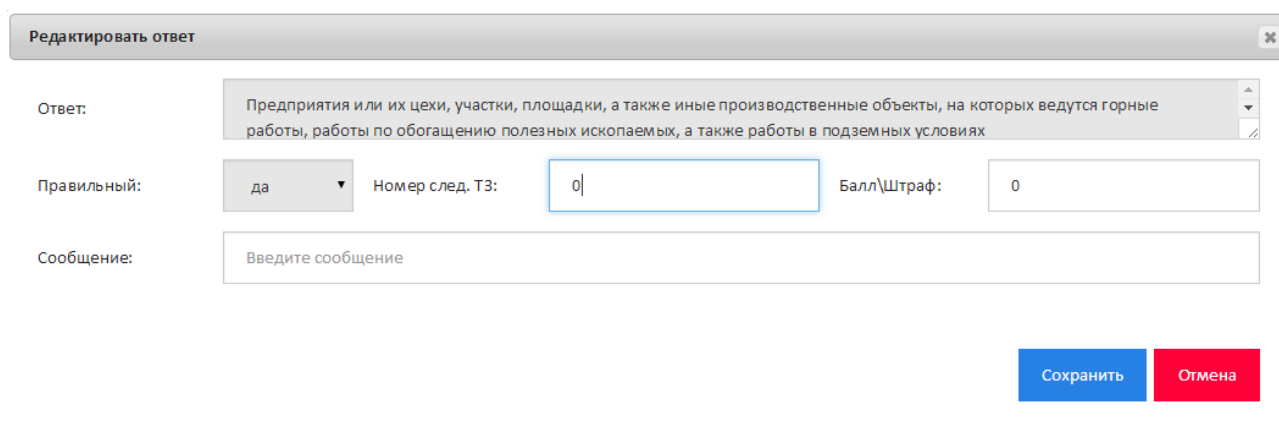 Редактировать ответ
Ответ:
Предприятия или их цехи, участки, площадки, а также иные производственные объекты, на которых ведутся горные
работы, работы по обогащению полезных ископаемых, а также работы в подземных условиях
Правильный: да Номер след. ТЗ: 0 Балл\Штраф: 0
Сообщение: Введите сообщение
Сохранить Отмена